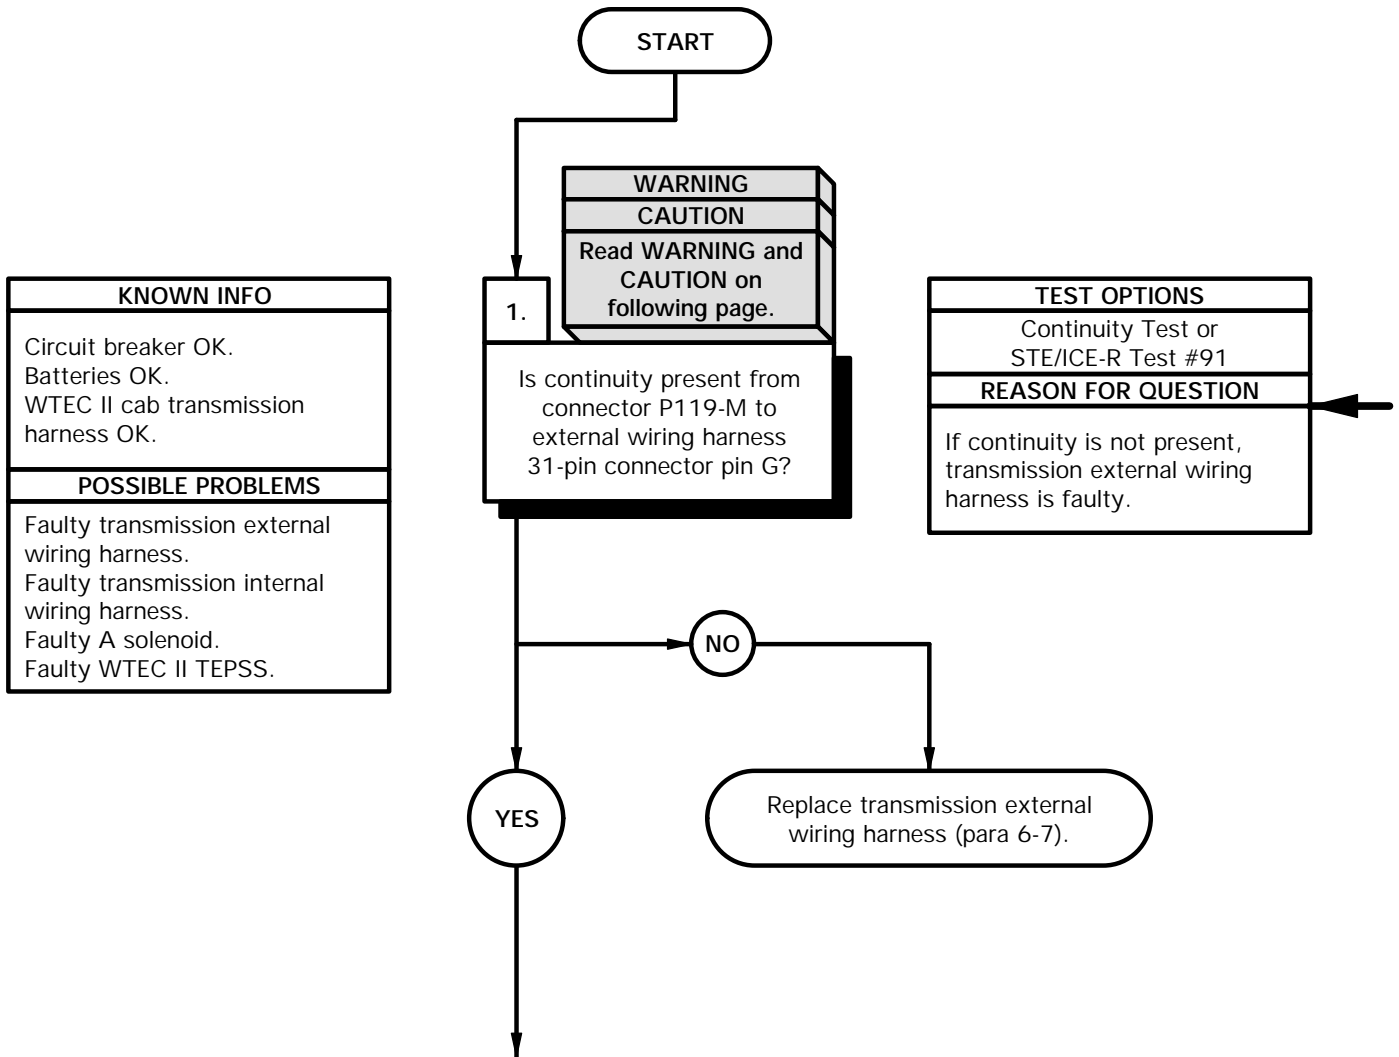 START
WARNING
CAUTION
Read WARNING and
CAUTION on
following page.
KNOWN INFO
Circuit breaker OK.
Batteries OK.
WTEC II cab transmission
harness OK.
POSSIBLE PROBLEMS
Faulty transmission external
wiring harness.
Faulty transmission internal
wiring harness.
Faulty A solenoid.
Faulty WTEC II TEPSS.
1.
Is continuity present from
connector P119-M to
external wiring harness
31-pin connector pin G?
TEST OPTIONS
Continuity Test or
STE/ICE-R Test #91
REASON FOR QUESTION
If continuity is not present,
transmission external wiring
harness is faulty.
NO
YES
Replace transmission external
wiring harness (para 6-7).